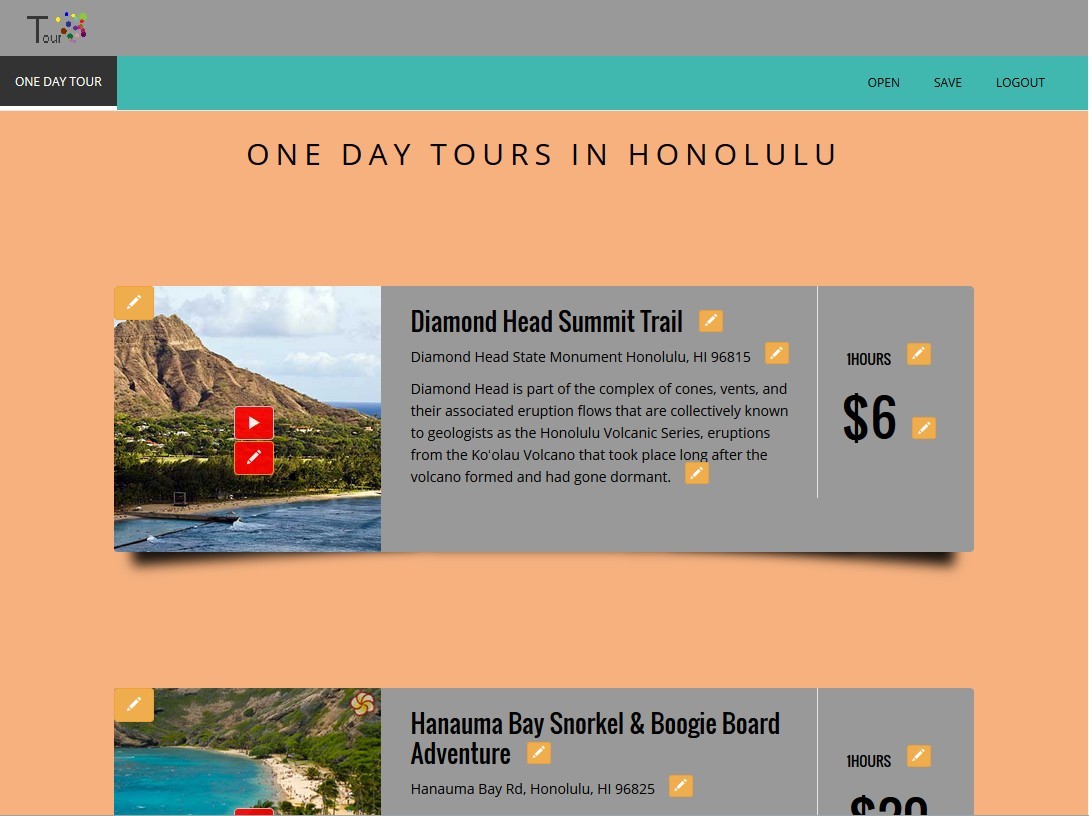 Tour
ONE DAY TOUR
OPEN
SAVE
LOGOUT
ONE DAY TOURS IN HONOLULU
Diamond Head Summit Trail
Diamond Head State Monument Honolulu, HI 96815
Diamond Head is part of the complex of cones, vents, and
their associated eruption flows that are collectively known
to geologists as the Honolulu Volcanic Series, eruptions
from the Koʻolau Volcano that took place long after the
volcano formed and had gone dormant.
1HOURS
$6
Hanauma Bay Snorkel & Boogie Board
Adventure
Hanauma Bay Rd, Honolulu, HI 96825
1HOURS